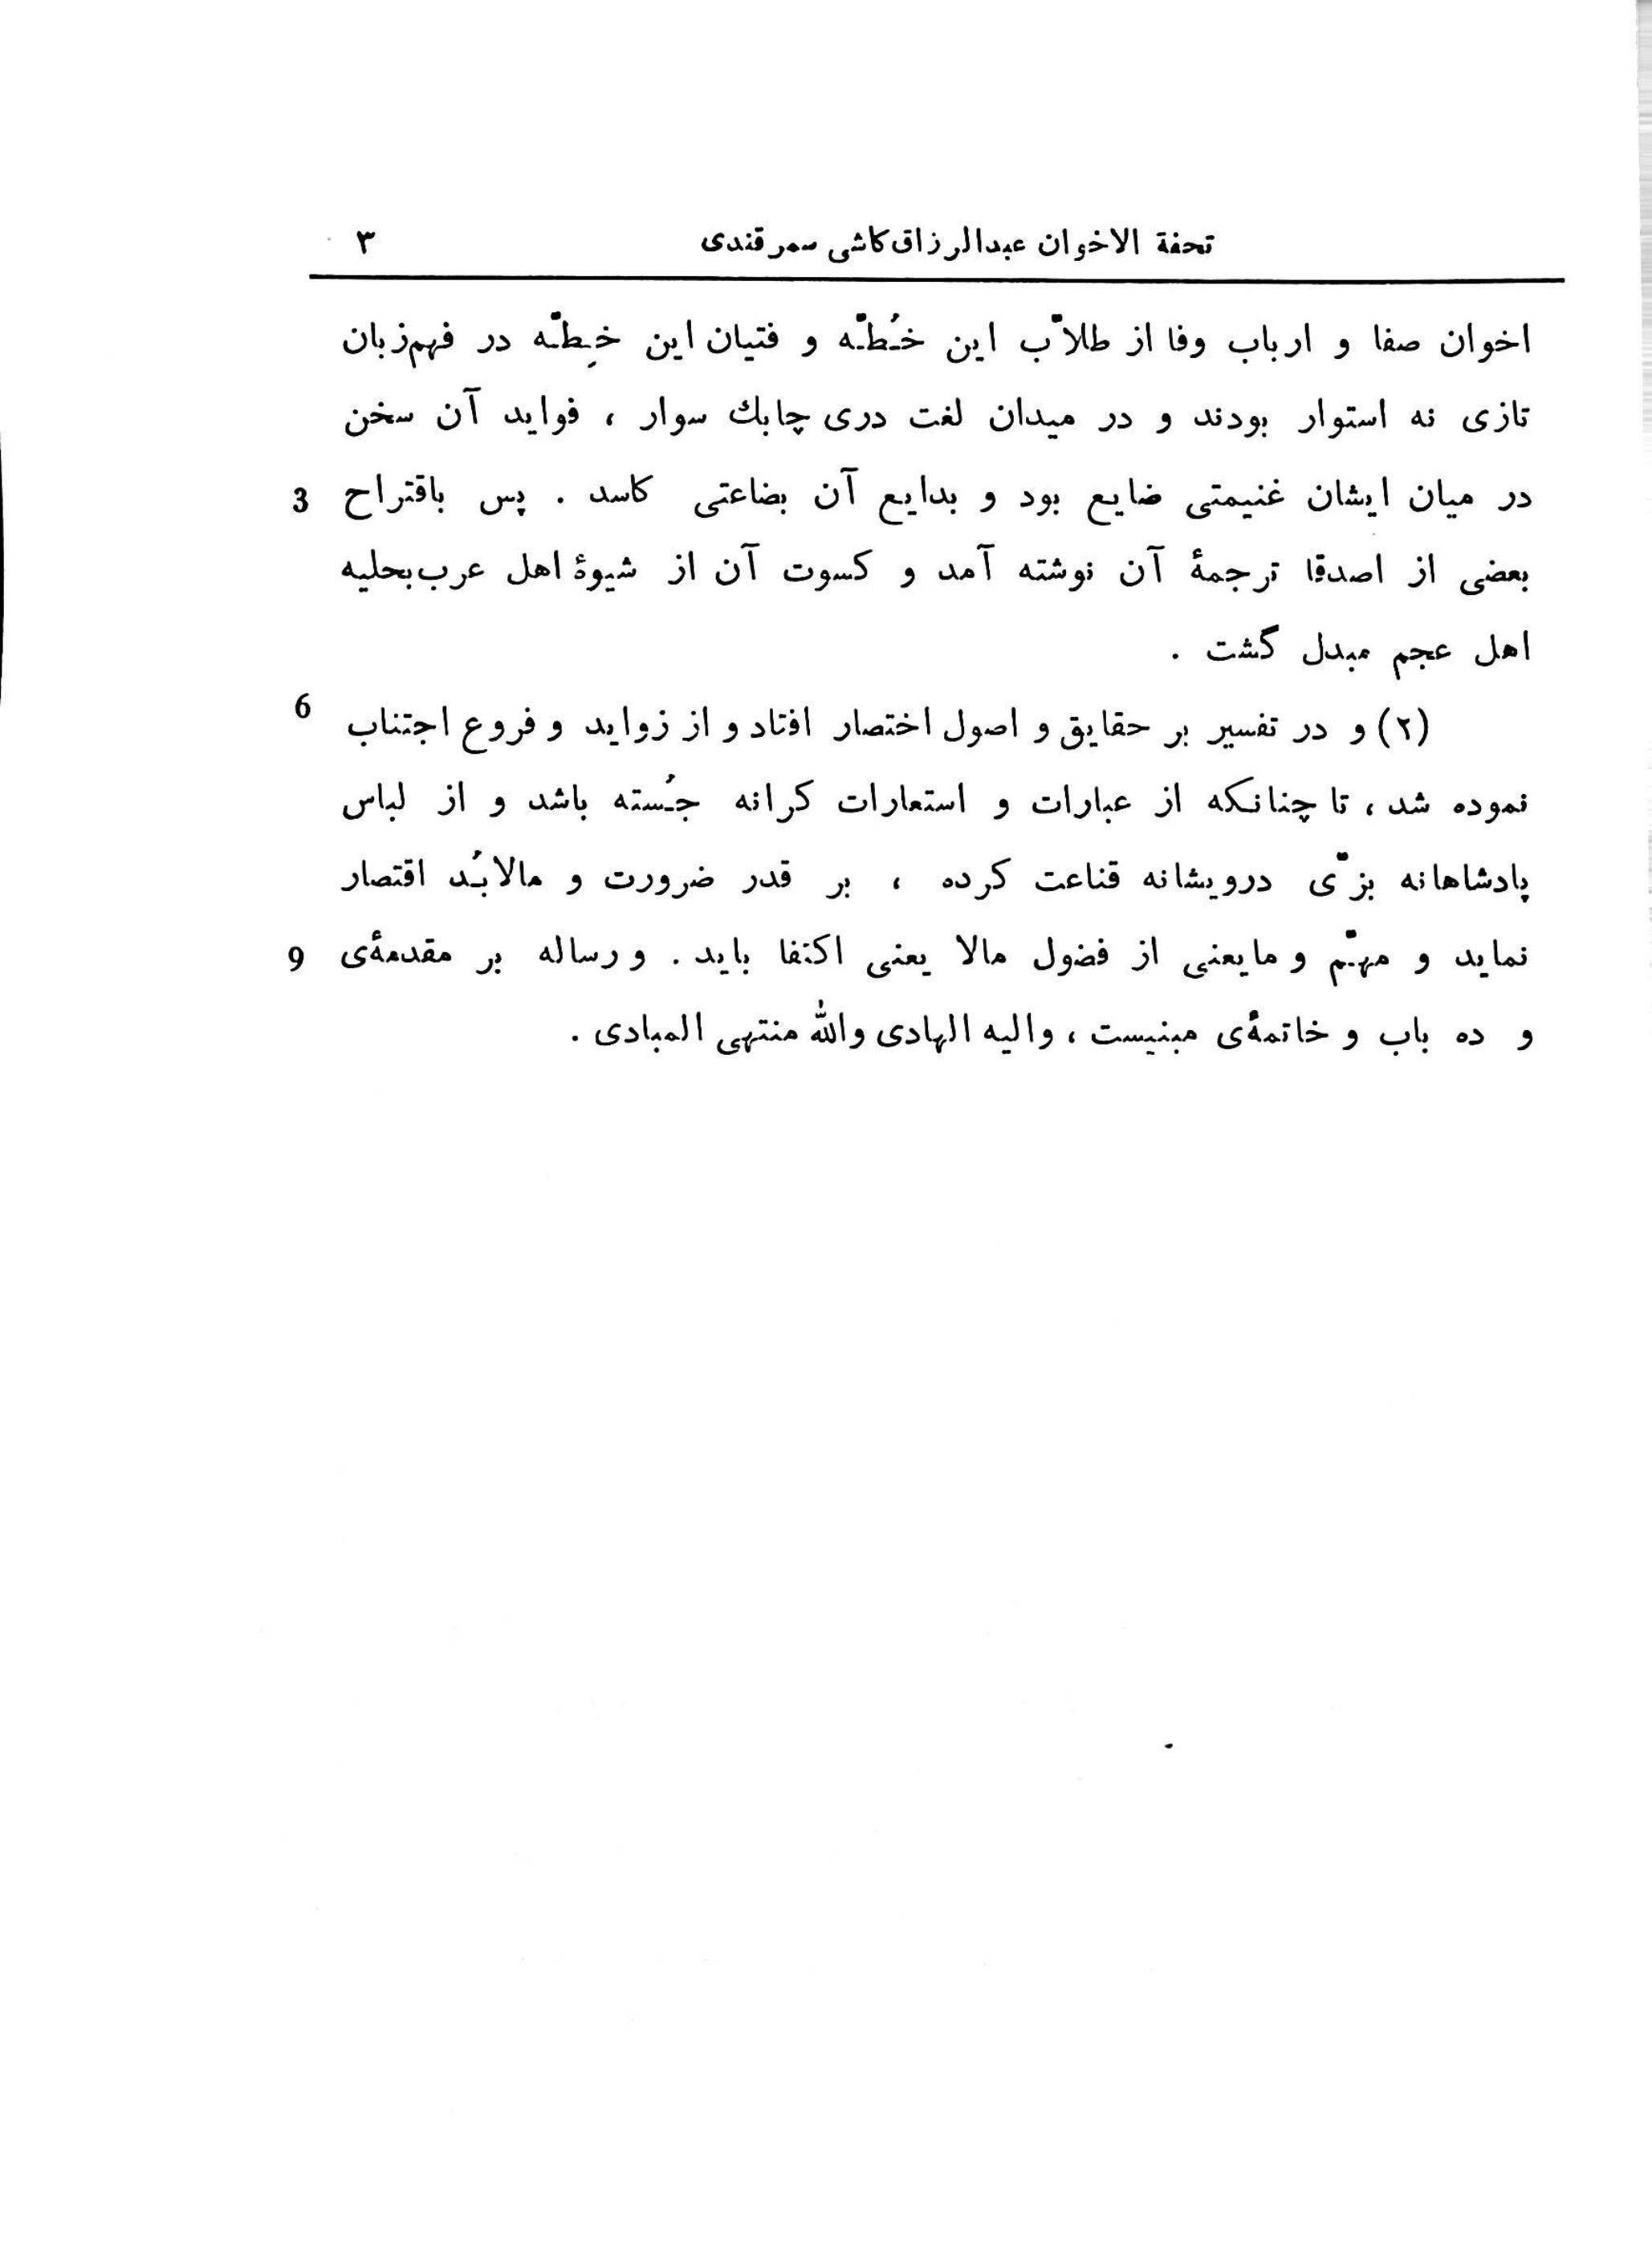 تحفة الاخوان عبدالرزاق کاشی سمرقندی ۳
اخوان صفا و ارباب وفا از طلاّب این خُطّه و فتیان این خِطّه در فهم زبان
تازی نه استوار بودند و در میدان لغت دری چابك سوار ، فواید آن سخن
در میان ایشان غنیمتی ضایع بود و بدایع آن بضاعتی کاسد . پس باقتراح 3
بعضی از اصدقا ترجمهٔ آن نوشته آمد و کسوت آن از شیوهٔ اهل عرب بحلیه
اهل عجم مبدل گشت .
(۲) و در تفسیر بر حقایق و اصول اختصار افتاد و از زواید و فروع اجتناب 6
نموده شد ، تا چنانکه از عبارات و استعارات کرانه جُسته باشد و از لباس
پادشاهانه بزّی درویشانه قناعت کرده ، بر قدر ضرورت و مالابُد اقتصار
نماید و مهمّ و مایعنی از فضول مالا یعنی اکتفا باید . و رساله بر مقدمهٔی 9
و ده باب و خاتمهٔی مبنیست ، والیه الهادی والله منتهی المبادی .